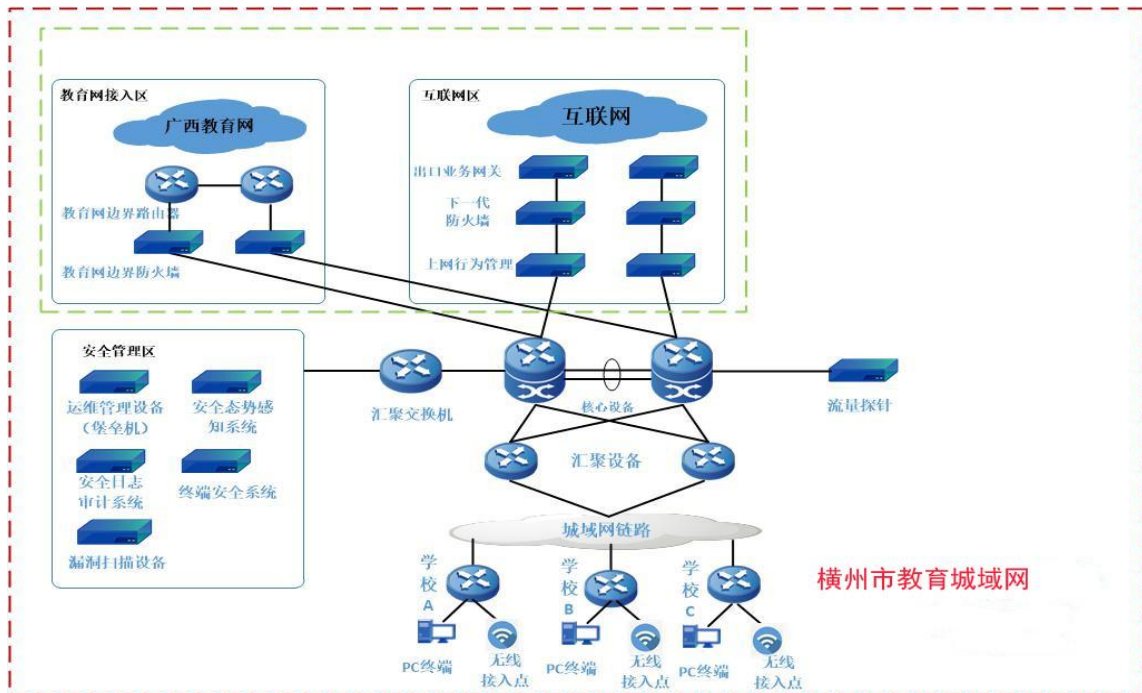 教育网接入区
广西教育网
教育网边界路由器
教育网边界防火墙
互联网区
互联网
出口业务网关
下一代
防火墙
上网行为管理
安全管理区
运维管理设备
（堡垒机）
安全态势感
知系统
安全日志
审计系统
终端安全系统
漏洞扫描设备
汇聚交换机
核心设备
流量探针
汇聚设备
城域网链路
学校A
学校B
学校C
PC终端
无线
接入点
PC终端
无线
接入点
PC终端
无线
接入点
横州市教育城域网